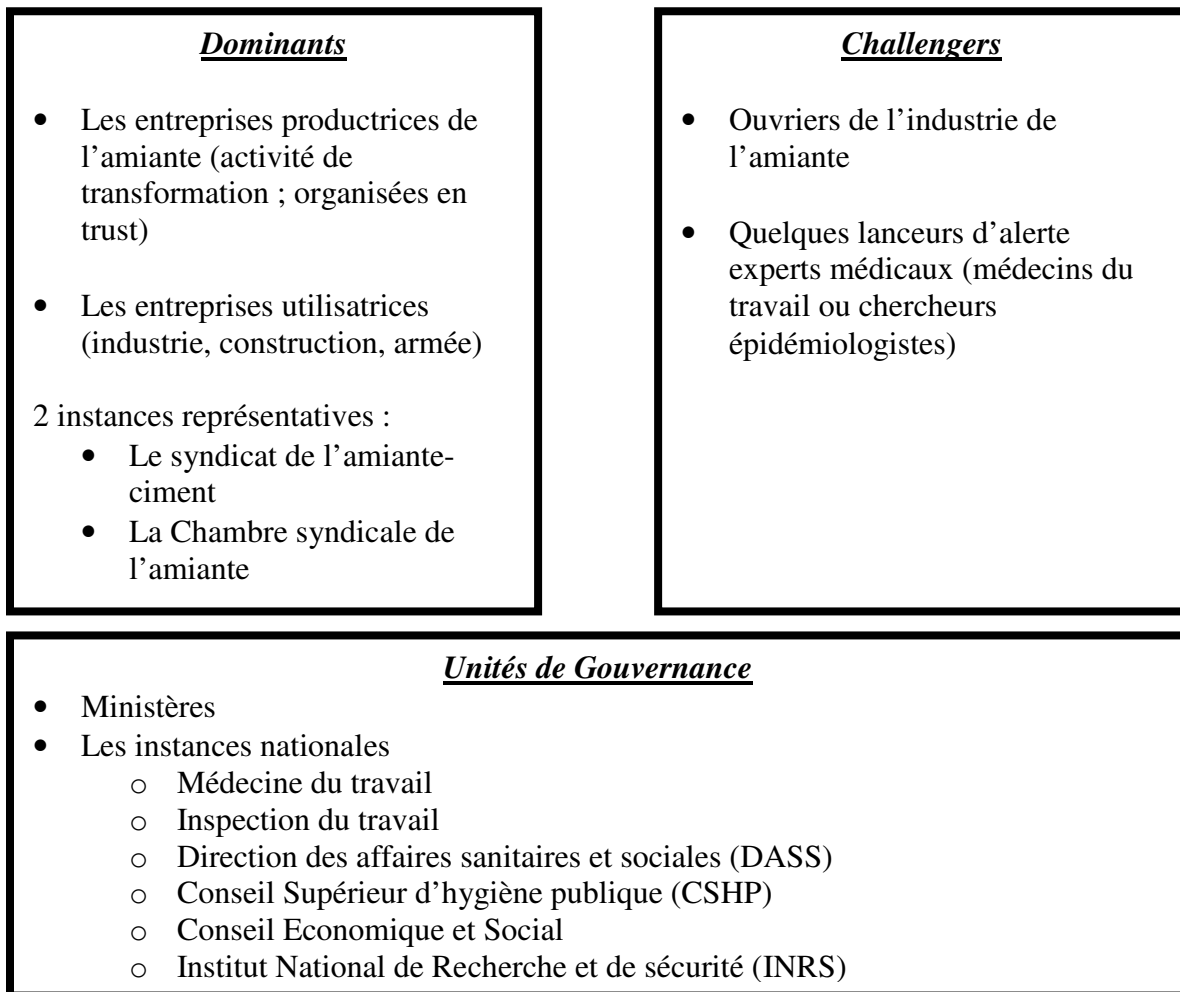 Dominants
• Les entreprises productrices de
l’amiante (activité de
transformation ; organisées en
trust)
• Les entreprises utilisatrices
(industrie, construction, armée)
2 instances représentatives :
• Le syndicat de l’amiante-
ciment
• La Chambre syndicale de
l’amiante
Challengers
• Ouvriers de l’industrie de
l’amiante
• Quelques lanceurs d’alerte
experts médicaux (médecins du
travail ou chercheurs
épidémiologistes)
Unités de Gouvernance
• Ministères
• Les instances nationales
o Médecine du travail
o Inspection du travail
o Direction des affaires sanitaires et sociales (DASS)
o Conseil Supérieur d’hygiène publique (CSHP)
o Conseil Economique et Social
o Institut National de Recherche et de sécurité (INRS)